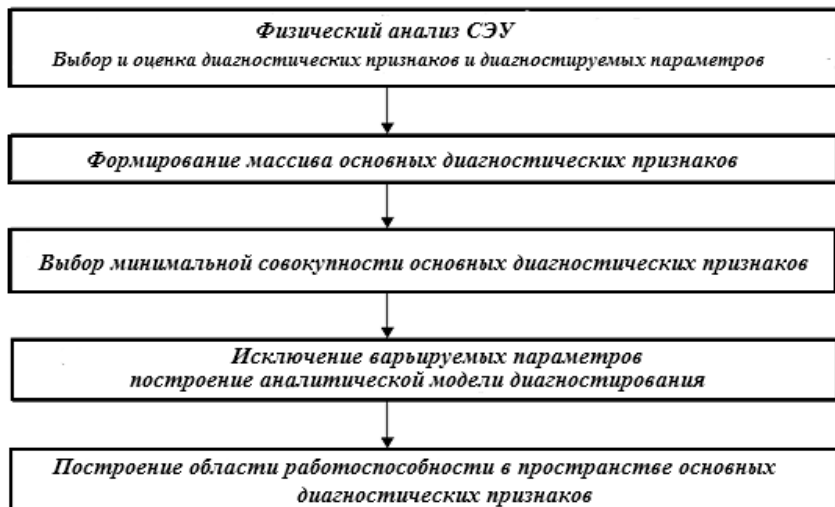 Физический анализ СЭУ
Выбор и оценка диагностических признаков и диагностируемых параметров
Формирование массива основных диагностических признаков
Выбор минимальной совокупности основных диагностических признаков
Исключение варьируемых параметров
построение аналитической модели диагностирования
Построение области работоспособности в пространстве основных
диагностических признаков